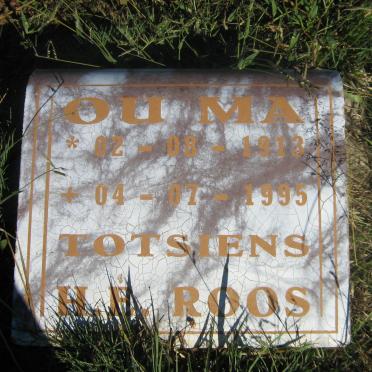 OU MA
* 02 - 08 - 1913
+ 04 - 07 - 1995
TOTSIENS
H.E. ROOS